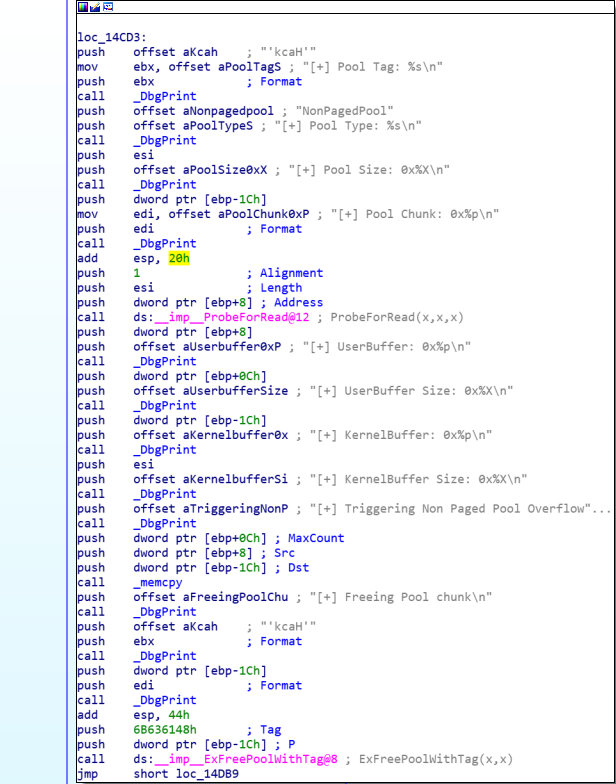 loc_14CD3:
push offset aKcah ; "'kcaH'"
mov ebx, offset aPoolTagS ; "[+] Pool Tag: %s\n"
push ebx ; Format
call _DbgPrint
push offset aNonpagedpool ; "NonPagedPool"
push offset aPoolTypeS ; "[+] Pool Type: %s\n"
call _DbgPrint
push esi
push offset aPoolSize0xX ; "[+] Pool Size: 0x%X\n"
call _DbgPrint
push dword ptr [ebp-1Ch]
mov edi, offset aPoolChunk0xP ; "[+] Pool Chunk: 0x%p\n"
push edi ; Format
call _DbgPrint
add esp, 20h
push 1 ; Alignment
push esi ; Length
push dword ptr [ebp+8] ; Address
call ds:__imp__ProbeForRead@12 ; ProbeForRead(x,x,x)
push dword ptr [ebp+8]
push offset aUserbuffer0xP ; "[+] UserBuffer: 0x%p\n"
call _DbgPrint
push dword ptr [ebp+0Ch]
push offset aUserbufferSize ; "[+] UserBuffer Size: 0x%X\n"
call _DbgPrint
push dword ptr [ebp-1Ch]
push offset aKernelbuffer0x ; "[+] KernelBuffer: 0x%p\n"
call _DbgPrint
push esi
push offset aKernelbufferSi ; "[+] KernelBuffer Size: 0x%X\n"
call _DbgPrint
push offset aTriggeringNonP ; "[+] Triggering Non Paged Pool Overflow"...
call _DbgPrint
push dword ptr [ebp+0Ch] ; MaxCount
push dword ptr [ebp+8] ; Src
push dword ptr [ebp-1Ch] ; Dst
call _memcpy
push offset aFreeingPoolChu ; "[+] Freeing Pool chunk\n"
call _DbgPrint
push offset aKcah ; "'kcaH'"
push ebx ; Format
call _DbgPrint
push dword ptr [ebp-1Ch]
push edi ; Format
call _DbgPrint
add esp, 44h
push 6B636148h ; Tag
push dword ptr [ebp-1Ch] ; P
call ds:__imp__ExFreePoolWithTag@8 ; ExFreePoolWithTag(x,x)
jmp short loc_14DB9